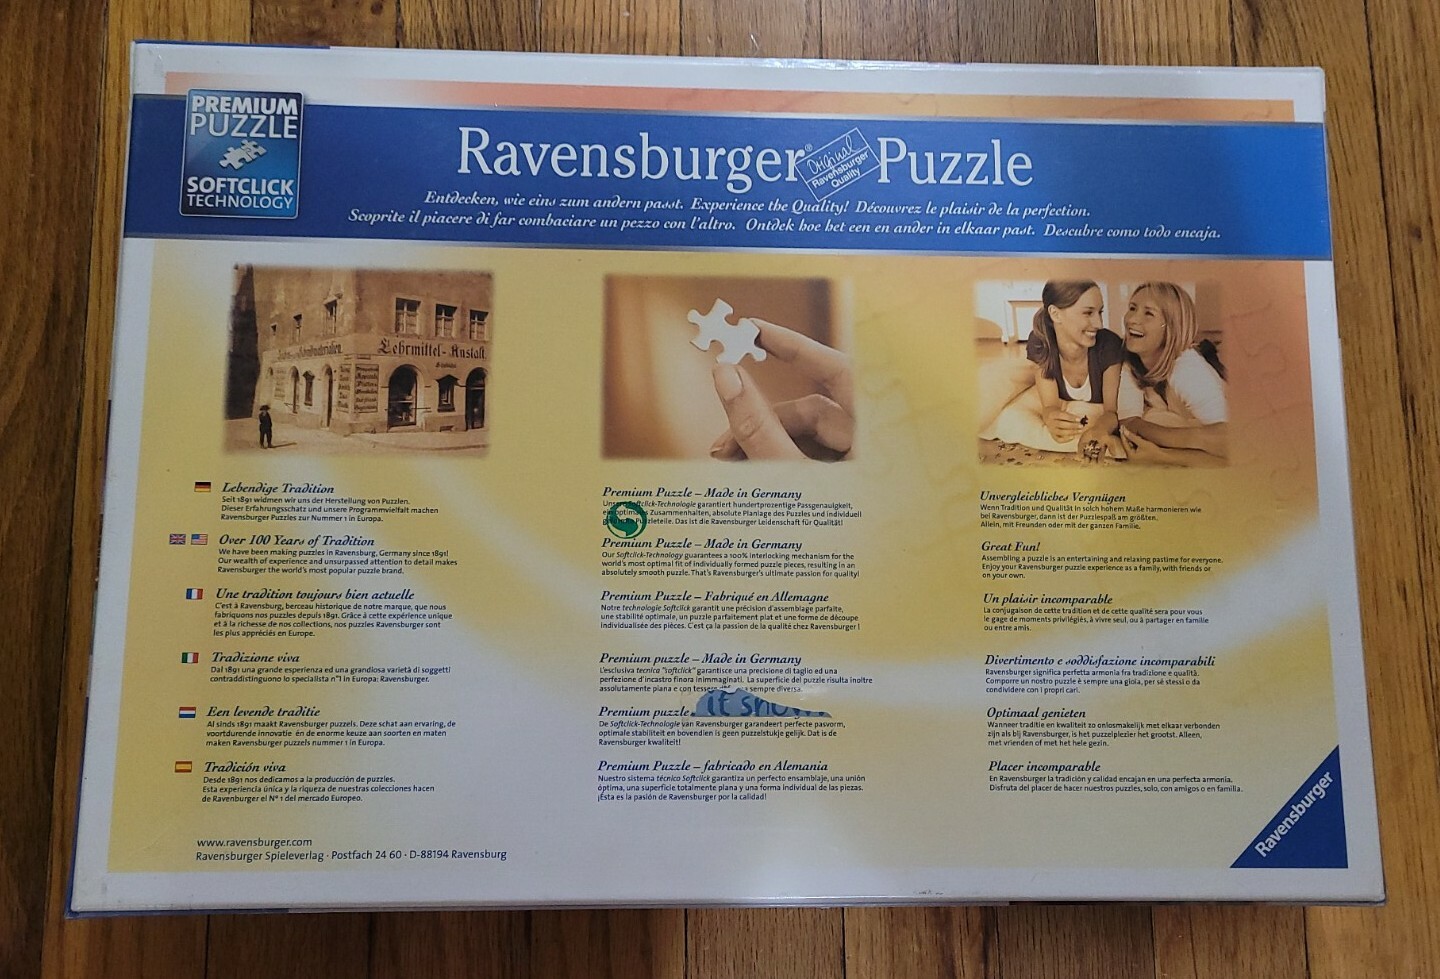 PREMIUM
PUZZLE
SOFTCLICK
TECHNOLOGY
Ravensburger® Puzzle
Original
Ravensburger
Quality
Entdecken, wie eins zum andern passt. Experience the Quality! Découvrez le plaisir de la perfection.
Scoprite il piacere di far combaciare un pezzo con l'altro. Ontdek hoe het een en ander in elkaar past. Descubre como todo encaja.
Lehrmittel-Anstalt.
Lebendige Tradition
Seit 1891 widmen wir uns der Herstellung von Puzzlen.
Dieser Erfahrungsschatz und unsere Programmvielfalt machen
Ravensburger Puzzles zur Nummer 1 in Europa.
Over 100 Years of Tradition
We have been making puzzles in Ravensburg, Germany since 1891!
Our wealth of experience and unsurpassed attention to detail makes
Ravensburger the world's most popular puzzle brand.
Une tradition toujours bien actuelle
C'est à Ravensburg, berceau historique de notre marque, que nous
fabriquons nos puzzles depuis 1891. Grâce à cette expérience unique
et à la richesse de nos collections, nos puzzles Ravensburger sont
les plus appréciés en Europe.
Tradizione viva
Dal 1891 una grande esperienza ed una grandiosa varietà di soggetti
contraddistinguono lo specialista n°1 in Europa: Ravensburger.
Een levende traditie
Al sinds 1891 maakt Ravensburger puzzels. Deze schat aan ervaring, de
voortdurende innovatie én de enorme keuze aan soorten en maten
maken Ravensburger puzzels nummer 1 in Europa.
Tradición viva
Desde 1891 nos dedicamos a la producción de puzzles.
Esta experiencia única y la riqueza de nuestras colecciones hacen
de Ravenburger el N° 1 del mercado Europeo.
www.ravensburger.com
Ravensburger Spieleverlag · Postfach 24 60 · D-88194 Ravensburg
Premium Puzzle – Made in Germany
Unsere Softclick-Technologie garantiert hundertprozentige Passgenauigkeit,
ein optimales Zusammenhalten, absolute Planlage des Puzzles und individuell
Puzzleteile. Das ist die Ravensburger Leidenschaft für Qualität!
Premium Puzzle – Made in Germany
Our Softclick-Technology guarantees a 100% interlocking mechanism for the
world's most optimal fit of individually formed puzzle pieces, resulting in an
absolutely smooth puzzle. That's Ravensburger's ultimate passion for quality!
Premium Puzzle – Fabriqué en Allemagne
Notre technologie Softclick garantit une précision d'assemblage parfaite,
une stabilité optimale, un puzzle parfaitement plat et une forme de découpe
individualisée des pièces. C'est ça la passion de la qualité chez Ravensburger !
Premium puzzle – Made in Germany
L'esclusiva tecnica "softclick" garantisce una precisione di taglio ed una
perfezione d'incastro finora inimmaginati. La superficie del puzzle risulta inoltre
assolutamente piana e con tessere sempre diversa.
Premium puzzle
it snow
De Softclick-Technologie van Ravensburger garandeert perfecte pasvorm,
optimale stabiliteit en bovendien is geen puzzelstukje gelijk. Dat is de
Ravensburger kwaliteit!
Premium Puzzle – fabricado en Alemania
Nuestro sistema técnico Softclick garantiza un perfecto ensamblaje, una unión
óptima, una superficie totalmente plana y una forma individual de las piezas.
¡Ésta es la pasión de Ravensburger por la calidad!
Unvergleichliches Vergnügen
Wenn Tradition und Qualität in solch hohem Maße harmonieren wie
bei Ravensburger, dann ist der Puzzlespaß am größten.
Allein, mit Freunden oder mit der ganzen Familie.
Great Fun!
Assembling a puzzle is an entertaining and relaxing pastime for everyone.
Enjoy your Ravensburger puzzle experience as a family, with friends or
on your own.
Un plaisir incomparable
La conjugaison de cette tradition et de cette qualité sera pour vous
le gage de moments privilégiés, à vivre seul, ou à partager en famille
ou entre amis.
Divertimento e soddisfazione incomparabili
Ravensburger significa perfetta armonia fra tradizione e qualità.
Comporre un nostro puzzle è sempre una gioia, per sé stessi o da
condividere con i propri cari.
Optimaal genieten
Wanneer traditie en kwaliteit zo onlosmakelijk met elkaar verbonden
zijn als bij Ravensburger, is het puzzelplezier het grootst. Alleen,
met vrienden of met het hele gezin.
Placer incomparable
En Ravensburger la tradición y calidad encajan en una perfecta armonía.
Disfruta del placer de hacer nuestros puzzles, solo, con amigos o en familia.
Ravensburger